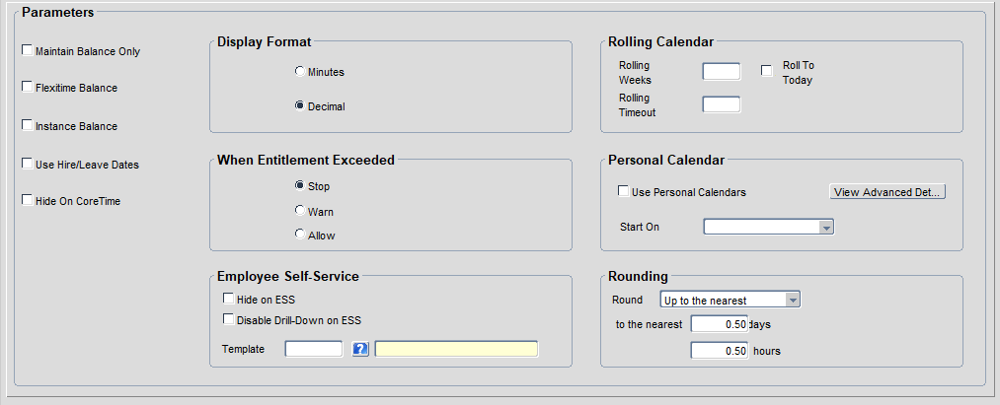 Parameters
Maintain Balance Only
Flexitime Balance
Instance Balance
Use Hire/Leave Dates
Hide On CoreTime
Display Format
Minutes
Decimal
When Entitlement Exceeded
Stop
Warn
Allow
Employee Self-Service
Hide on ESS
Disable Drill-Down on ESS
Template
?
Rolling Calendar
Rolling
Weeks
Roll To
Today
Rolling
Timeout
Personal Calendar
Use Personal Calendars
View Advanced Det...
Start On
Rounding
Round Up to the nearest
to the nearest 0.50 days
0.50 hours